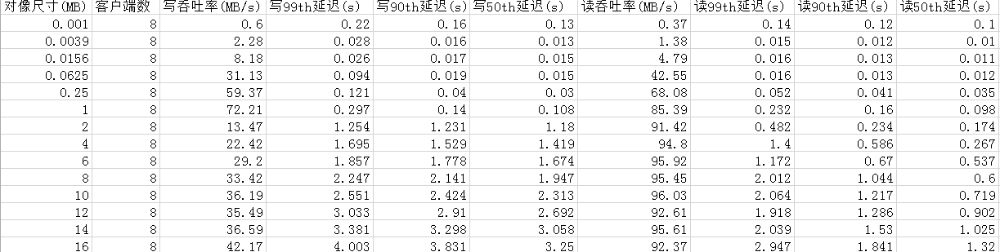 对像尺寸(MB) 客户端数 写吞吐率(MB/s) 写99th延迟(s) 写90th延迟(s) 写50th延迟(s) 读吞吐率(MB/s) 读99th延迟(s) 读90th延迟(s) 读50th延迟(s)
0.001 8 0.6 0.22 0.16 0.13 0.37 0.14 0.12 0.1
0.0039 8 2.28 0.028 0.016 0.013 1.38 0.015 0.012 0.01
0.0156 8 8.18 0.026 0.017 0.015 4.79 0.016 0.013 0.011
0.0625 8 31.13 0.094 0.019 0.015 42.55 0.016 0.013 0.012
0.25 8 59.37 0.121 0.04 0.03 68.08 0.052 0.041 0.035
1 8 72.21 0.297 0.14 0.108 85.39 0.232 0.16 0.098
2 8 13.47 1.254 1.231 1.18 91.42 0.482 0.234 0.174
4 8 22.42 1.695 1.529 1.419 94.8 1.4 0.586 0.267
6 8 29.2 1.857 1.778 1.674 95.92 1.172 0.67 0.537
8 8 33.42 2.247 2.141 1.947 95.45 2.012 1.044 0.6
10 8 36.19 2.551 2.424 2.313 96.03 2.064 1.217 0.719
12 8 35.49 3.033 2.91 2.692 92.61 1.918 1.286 0.902
14 8 36.59 3.381 3.298 3.058 95.61 2.039 1.53 1.025
16 8 42.17 4.003 3.831 3.25 92.37 2.947 1.841 1.32